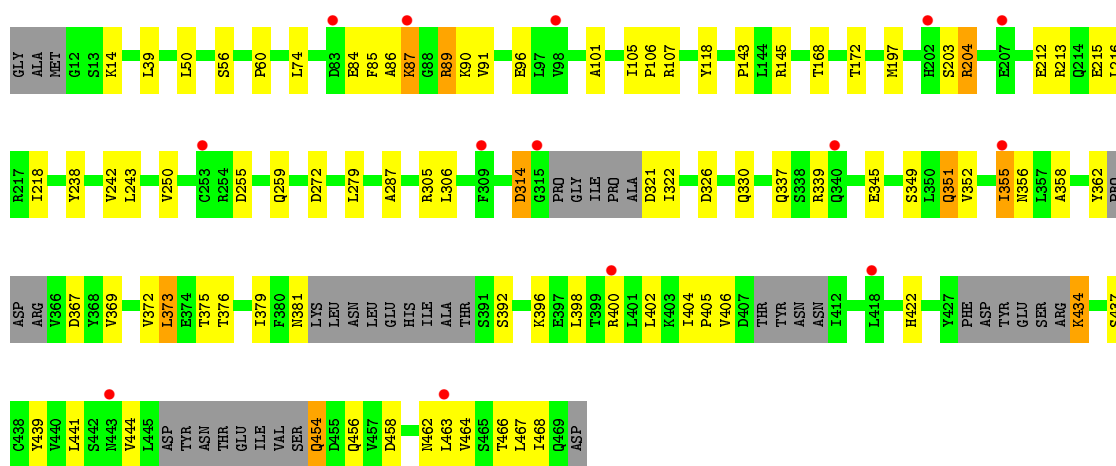 GLY ALA MET G12 S13 K14 L39 L50 S56 P60 L74 D83 E84 F85 A86 K87 G88 R89 K90 V91 E96 L97 V98 A101 I105 P106 R107 Y118 P143 L144 R145 T168 T172 M197 H202 S203 R204 E207 E212 R213 Q214 E215 L216
R217 I218 Y238 V242 L243 V250 C253 R254 D255 Q259 D272 L279 A287 R305 L306 F309 D314 G315 PRO GLY ILE PRO ALA D321 I322 D326 Q330 Q337 S338 R339 Q340 E345 S349 L350 Q351 V352 I355 N356 L357 A358 Y362 PRO
ASP ARG V366 D367 Y368 V369 V372 L373 E374 T375 T376 I379 F380 N381 LYS LEU ASN LEU GLU HIS ILE ALA THR S391 S392 K396 E397 L398 T399 R400 L401 L402 K403 I404 P405 V406 D407 THR TYR ASN ASN I412 L418 H422 Y427 PHE ASP TYR GLU SER ARG K434 S437
C438 Y439 V440 L441 S442 N443 V444 L445 ASP TYR ASN THR GLU ILE VAL SER Q454 D455 Q456 V457 D458 N462 L463 V464 S465 T466 L467 I468 Q469 ASP